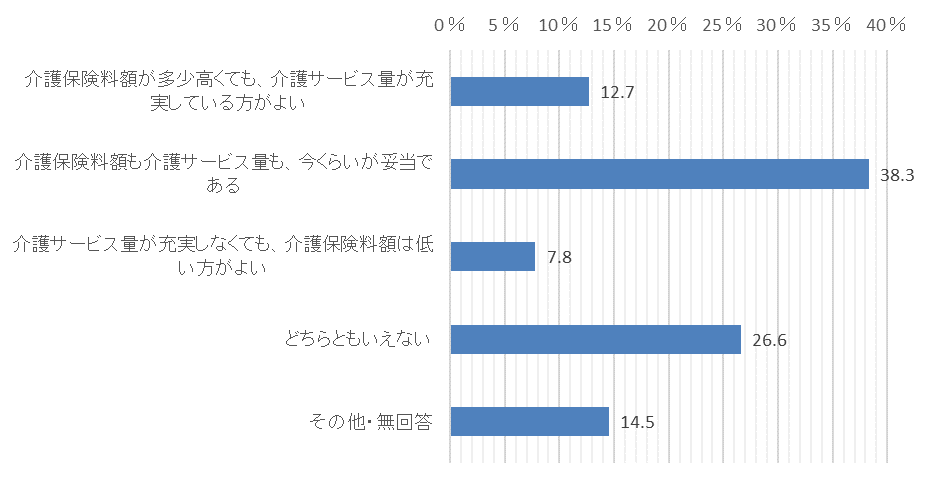 0% 5% 10% 15% 20% 25% 30% 35% 40%
介護保険料額が多少高くても、介護サービス量が充
実している方がよい
12.7
介護保険料額も介護サービス量も、今くらいが妥当で
ある
38.3
介護サービス量が充実しなくても、介護保険料額は低
い方がよい
7.8
どちらともいえない
26.6
その他・無回答
14.5